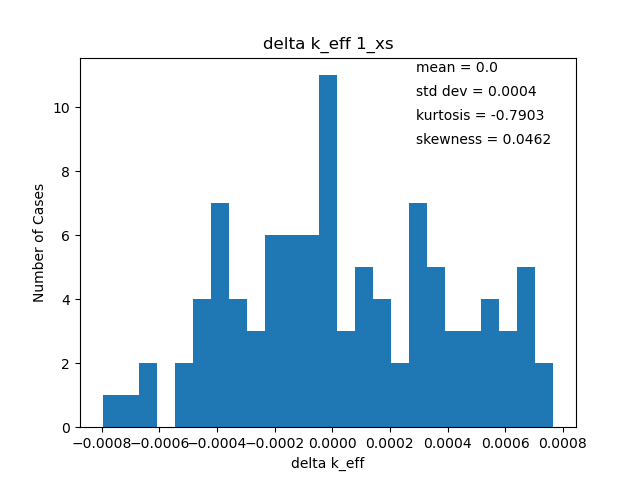 delta k_eff 1_xs
mean = 0.0
std dev = 0.0004
kurtosis = -0.7903
skewness = 0.0462
10
8
6
4
2
0
Number of Cases
−0.0008 −0.0006 −0.0004 −0.0002 0.0000 0.0002 0.0004 0.0006 0.0008
delta k_eff